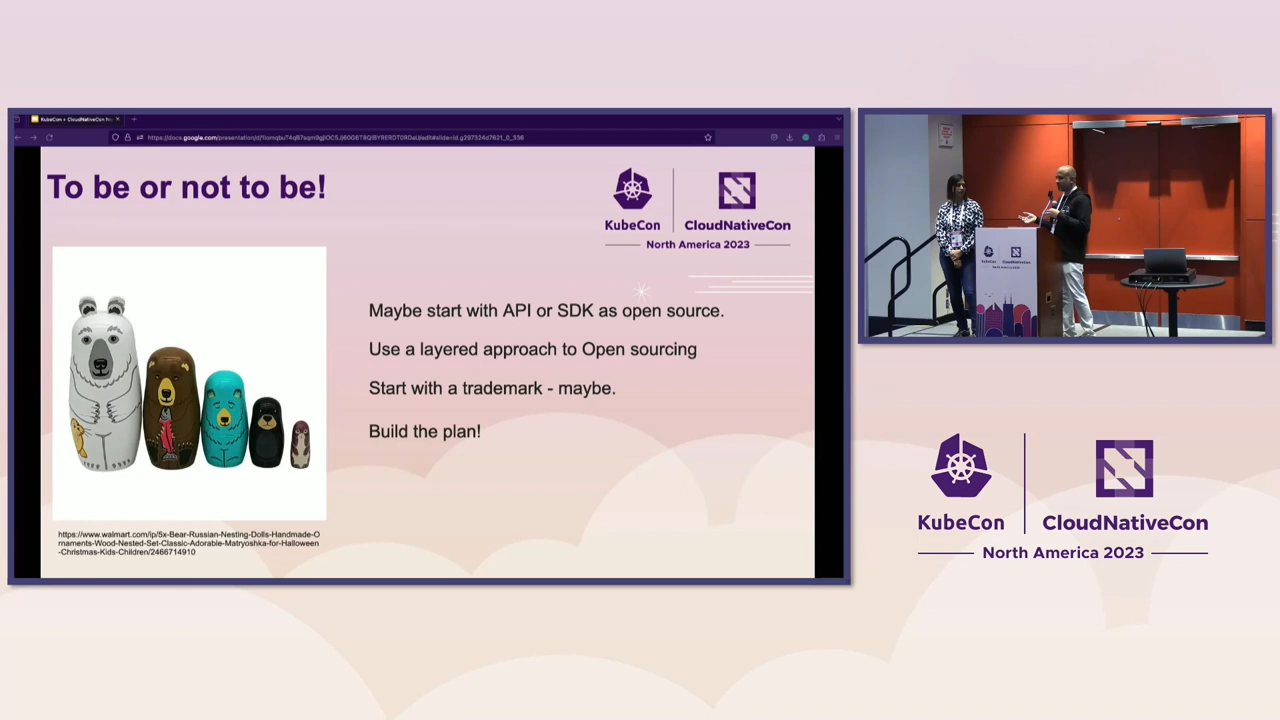 KubeCon + CloudNativeCon No
To be or not to be!
KubeCon
CloudNativeCon
North America 2023
Maybe start with API or SDK as open source.
Use a layered approach to Open sourcing
Start with a trademark - maybe.
Build the plan!
https://www.walmart.com/ip/5x-Bear-Russian-Nesting-Dolls-Handmade-O
rnaments-Wood-Nested-Set-Classic-Adorable-Matryoshka-for-Halloween
-Christmas-Kids-Children/2466714910
KubeCon
CloudNativeCon
North America 2023